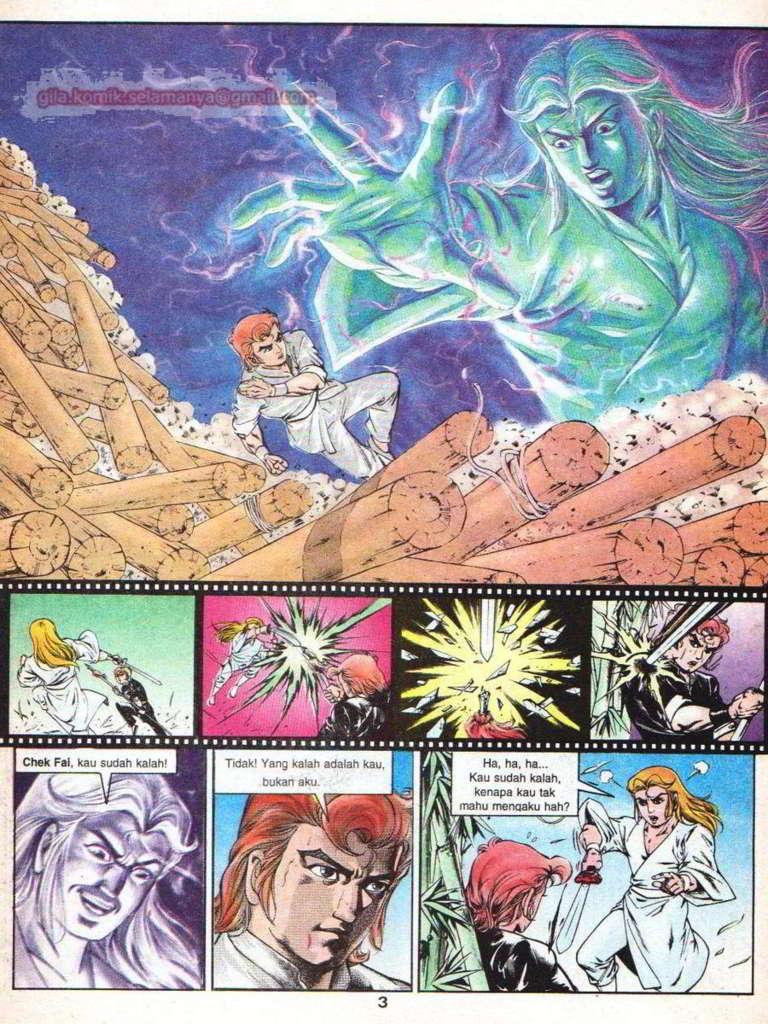 gila.komik.selamanya@gmail.com
Chek Fai, kau sudah kalah!
Tidak! Yang kalah adalah kau,
bukan aku.
Ha, ha, ha...
Kau sudah kalah,
kenapa kau tak
mahu mengaku hah?
3